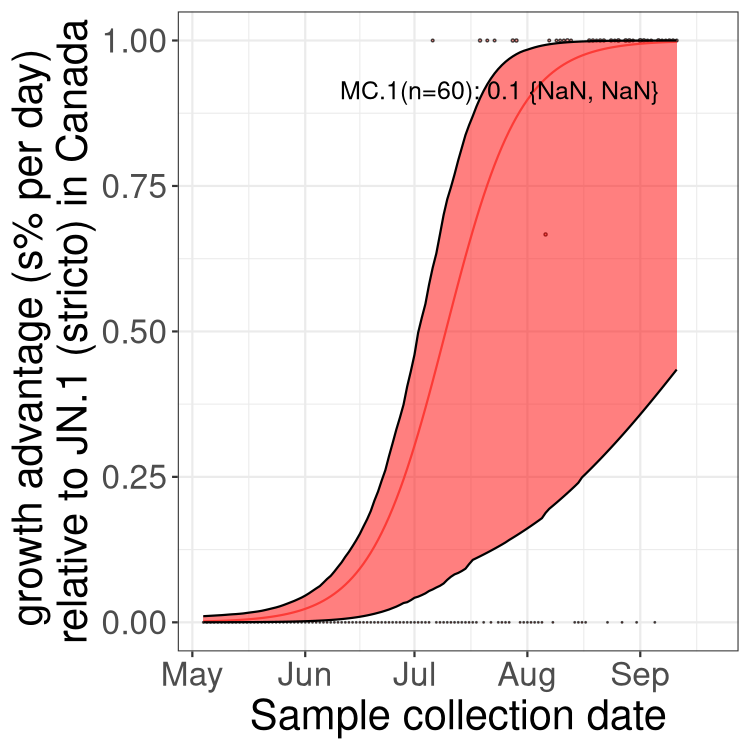 growth advantage (s% per day)
relative to JN.1 (stricto) in Canada
1.00
0.75
0.50
0.25
0.00
MC.1(n=60): 0.1 {NaN, NaN}
May Jun Jul Aug Sep
Sample collection date